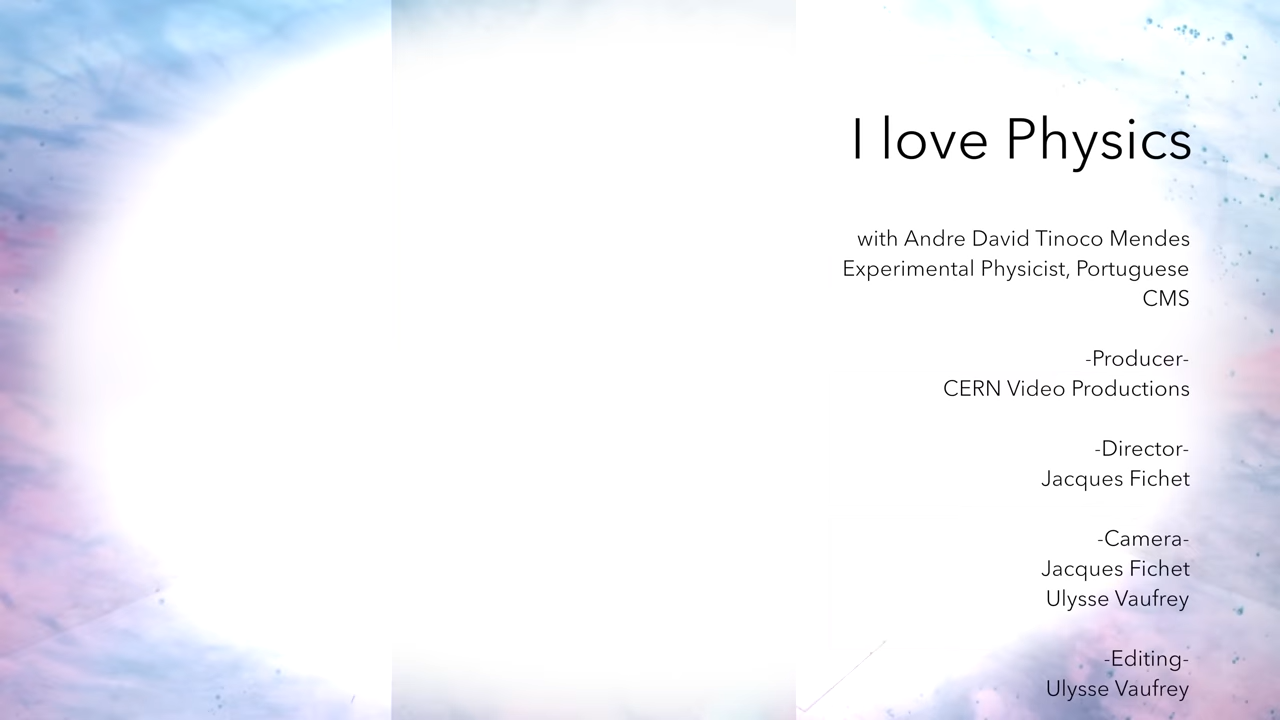 I love Physics
with Andre David Tinoco Mendes
Experimental Physicist, Portuguese
CMS
-Producer-
CERN Video Productions
-Director-
Jacques Fichet
-Camera-
Jacques Fichet
Ulysse Vaufrey
-Editing-
Ulysse Vaufrey